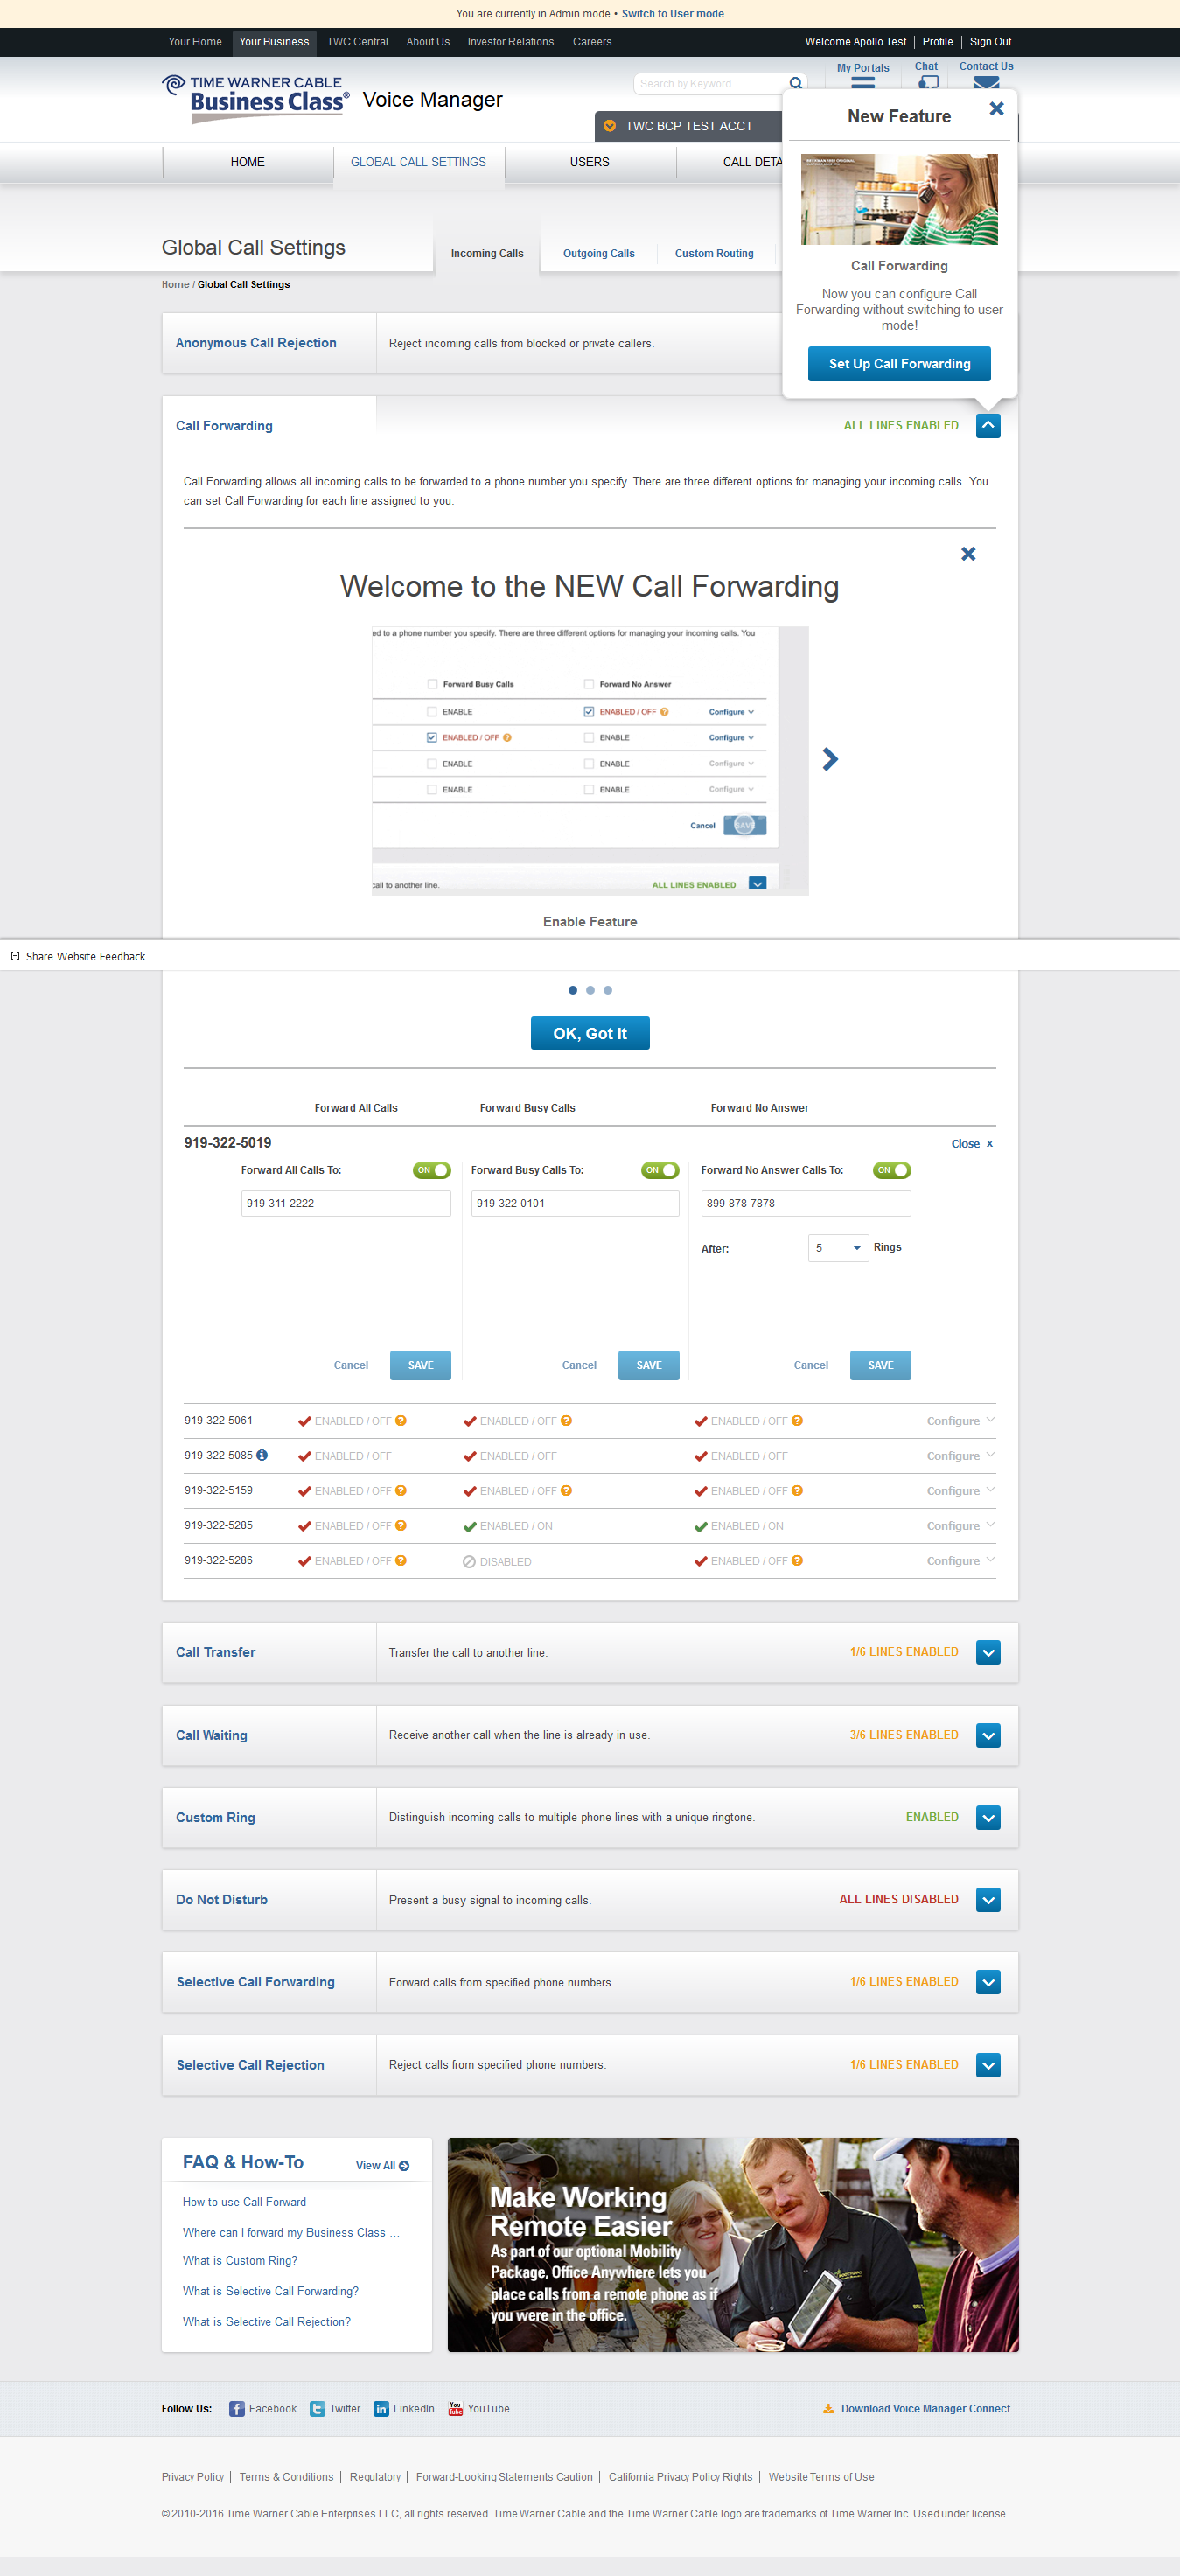 You are currently in Admin mode • Switch to User mode
Your Home Your Business TWC Central About Us Investor Relations Careers Welcome Apollo Test Profile Sign Out
My Portals Chat Contact Us
TIME WARNER CABLE
Business Class® Voice Manager
Search by Keyword
TWC BCP TEST ACCT
HOME GLOBAL CALL SETTINGS USERS CALL DETA
New Feature
Call Forwarding
Now you can configure Call
Forwarding without switching to user
mode!
Set Up Call Forwarding
Global Call Settings
Incoming Calls Outgoing Calls Custom Routing
Home / Global Call Settings
Anonymous Call Rejection Reject incoming calls from blocked or private callers.
Call Forwarding ALL LINES ENABLED
Call Forwarding allows all incoming calls to be forwarded to a phone number you specify. There are three different options for managing your incoming calls. You
can set Call Forwarding for each line assigned to you.
Welcome to the NEW Call Forwarding
ed to a phone number you specify. There are three different options for managing your incoming calls. You
Forward Busy Calls Forward No Answer
ENABLE ENABLED / OFF ? Configure
ENABLED / OFF ? ENABLE Configure
ENABLE ENABLE Configure
ENABLE ENABLE Configure
Cancel SAVE
call to another line. ALL LINES ENABLED
Enable Feature
[-] Share Website Feedback
OK, Got It
Forward All Calls Forward Busy Calls Forward No Answer
919-322-5019 Close x
Forward All Calls To: ON Forward Busy Calls To: ON Forward No Answer Calls To: ON
919-311-2222 919-322-0101 899-878-7878
After: 5 Rings
Cancel SAVE Cancel SAVE Cancel SAVE
919-322-5061 ENABLED / OFF ? ENABLED / OFF ? ENABLED / OFF ? Configure
919-322-5085 i ENABLED / OFF ENABLED / OFF ENABLED / OFF Configure
919-322-5159 ENABLED / OFF ? ENABLED / OFF ? ENABLED / OFF ? Configure
919-322-5285 ENABLED / OFF ? ENABLED / ON ENABLED / ON Configure
919-322-5286 ENABLED / OFF ? DISABLED ENABLED / OFF ? Configure
Call Transfer Transfer the call to another line. 1/6 LINES ENABLED
Call Waiting Receive another call when the line is already in use. 3/6 LINES ENABLED
Custom Ring Distinguish incoming calls to multiple phone lines with a unique ringtone. ENABLED
Do Not Disturb Present a busy signal to incoming calls. ALL LINES DISABLED
Selective Call Forwarding Forward calls from specified phone numbers. 1/6 LINES ENABLED
Selective Call Rejection Reject calls from specified phone numbers. 1/6 LINES ENABLED
FAQ & How-To View All
How to use Call Forward
Where can I forward my Business Class ...
What is Custom Ring?
What is Selective Call Forwarding?
What is Selective Call Rejection?
Make Working
Remote Easier
As part of our optional Mobility
Package, Office Anywhere lets you
place calls from a remote phone as if
you were in the office.
Follow Us: Facebook Twitter LinkedIn You Tube YouTube Download Voice Manager Connect
Privacy Policy Terms & Conditions Regulatory Forward-Looking Statements Caution California Privacy Policy Rights Website Terms of Use
© 2010-2016 Time Warner Cable Enterprises LLC, all rights reserved. Time Warner Cable and the Time Warner Cable logo are trademarks of Time Warner Inc. Used under license.